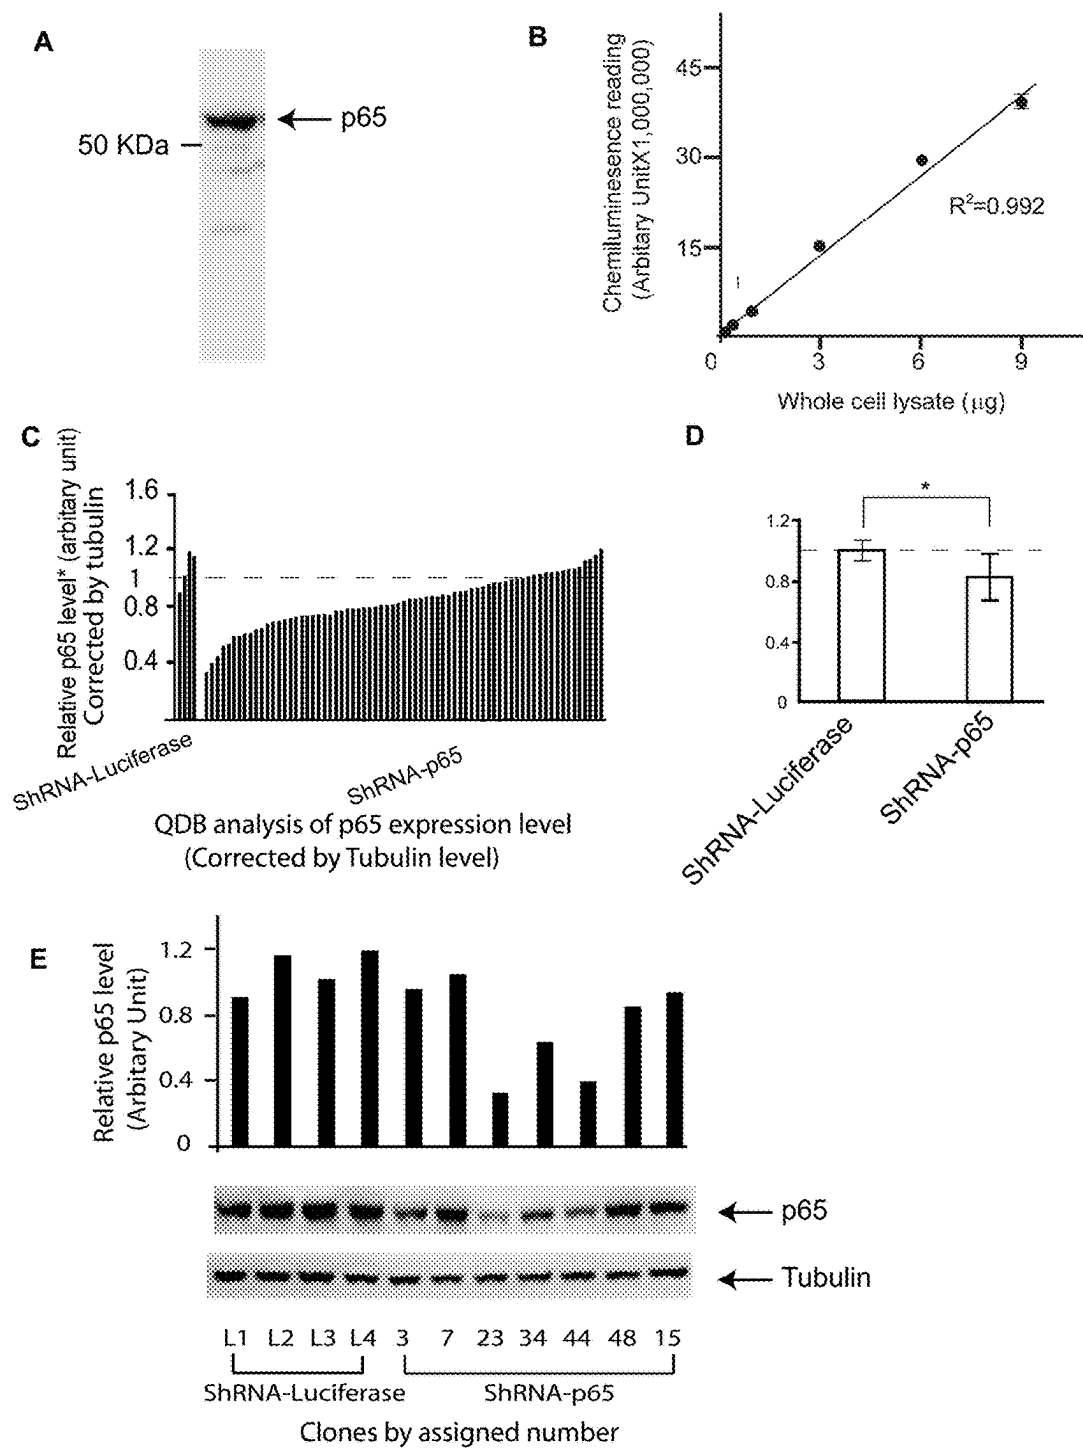 A
p65
50 KDa
B
Chemiluminesence reading
(Arbitary UnitX1,000,000)
45
30
15
R²=0.992
0 3 6 9
Whole cell lysate (μg)
C
Relative p65 level* (arbitary unit)
Corrected by tubulin
1.6
1.2
1
0.8
0.4
ShRNA-Luciferase
ShRNA-p65
QDB analysis of p65 expression level
(Corrected by Tubulin level)
D
*
1.2
0.8
0.4
0
ShRNA-Luciferase
ShRNA-p65
E
Relative p65 level
(Arbitary Unit)
1.2
0.8
0.4
0
p65
Tubulin
L1 L2 L3 L4 3 7 23 34 44 48 15
ShRNA-Luciferase ShRNA-p65
Clones by assigned number